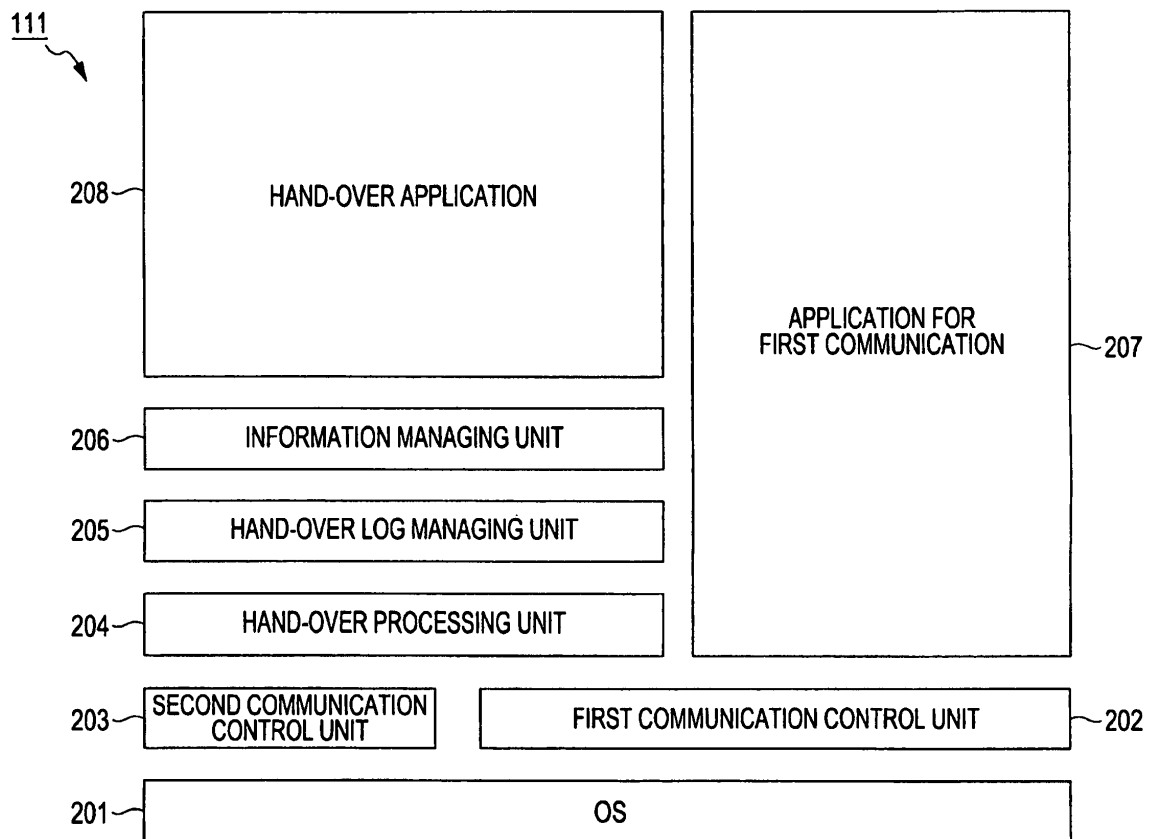 111
208
HAND-OVER APPLICATION
APPLICATION FOR
FIRST COMMUNICATION
207
206
INFORMATION MANAGING UNIT
205
HAND-OVER LOG MANAGING UNIT
204
HAND-OVER PROCESSING UNIT
203
SECOND COMMUNICATION
CONTROL UNIT
FIRST COMMUNICATION CONTROL UNIT
202
201
OS